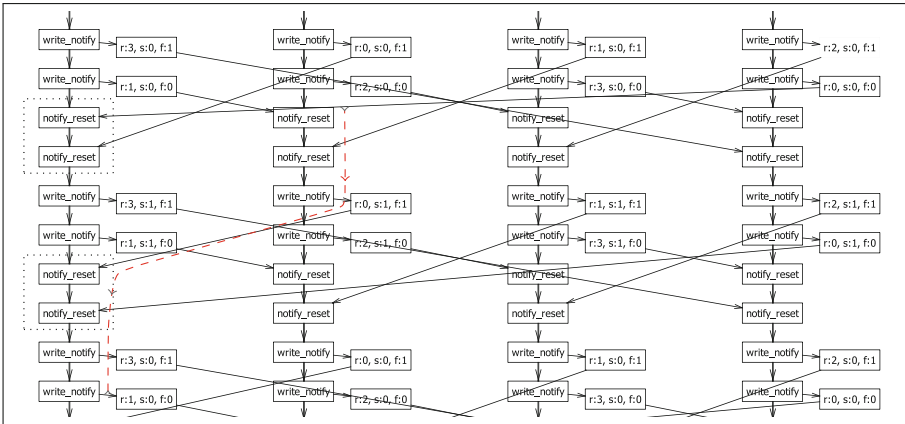 write_notify r:3, s:0, f:1 write_notify r:0, s:0, f:1 write_notify r:1, s:0, f:1 write_notify r:2, s:0, f:1
write_notify r:1, s:0, f:0 write_notify r:2, s:0, f:0 write_notify r:3, s:0, f:0 write_notify r:0, s:0, f:0
notify_reset notify_reset notify_reset notify_reset
notify_reset notify_reset notify_reset notify_reset
write_notify r:3, s:1, f:1 write_notify r:0, s:1, f:1 write_notify r:1, s:1, f:1 write_notify r:2, s:1, f:1
write_notify r:1, s:1, f:0 write_notify r:2, s:1, f:0 write_notify r:3, s:1, f:0 write_notify r:0, s:1, f:0
notify_reset notify_reset notify_reset notify_reset
notify_reset notify_reset notify_reset notify_reset
write_notify r:3, s:0, f:1 write_notify r:0, s:0, f:1 write_notify r:1, s:0, f:1 write_notify r:2, s:0, f:1
write_notify r:1, s:0, f:0 write_notify r:2, s:0, f:0 write_notify r:3, s:0, f:0 write_notify r:0, s:0, f:0